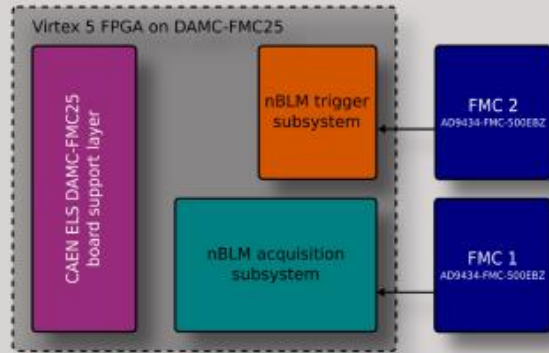 Virtex 5 FPGA on DAMC-FMC25
CAEN ELS DAMC-FMC25
board support layer
nBLM trigger
subsystem
FMC 2
AD9434-FMC-500EBZ
nBLM acquisition
subsystem
FMC 1
AD9434-FMC-500EBZ